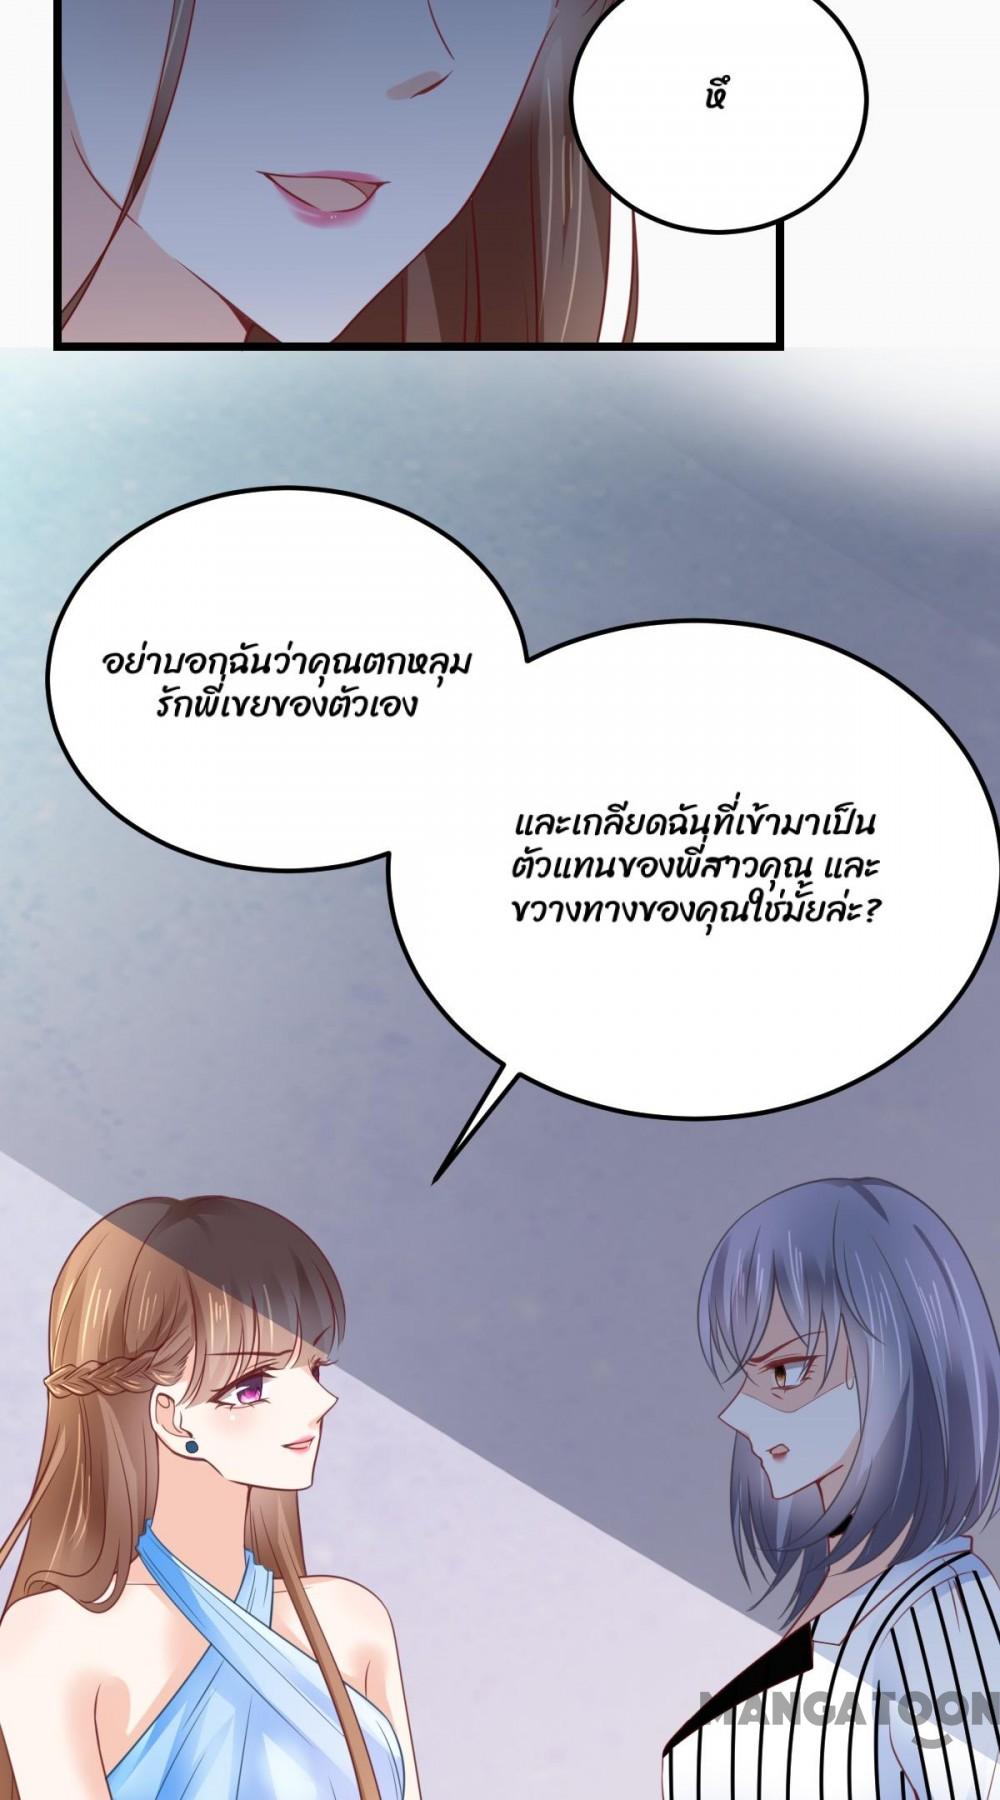 หึ
อย่าบอกฉันว่าคุณตกหลุม
รักพี่เขยของตัวเอง
และเกลียดฉันที่เข้ามาเป็น
ตัวแทนของพี่สาวคุณ และ
ขวางทางของคุณใช่มั้ยล่ะ?
MANGATOON